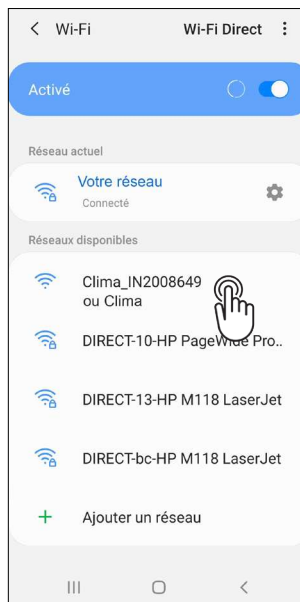 Wi-Fi
Wi-Fi Direct
Activé
Réseau actuel
Votre réseau
Connecté
Réseaux disponibles
Clima_IN2008649
ou Clima
DIRECT-10-HP PageWide Pro..
DIRECT-13-HP M118 LaserJet
DIRECT-bc-HP M118 LaserJet
Ajouter un réseau